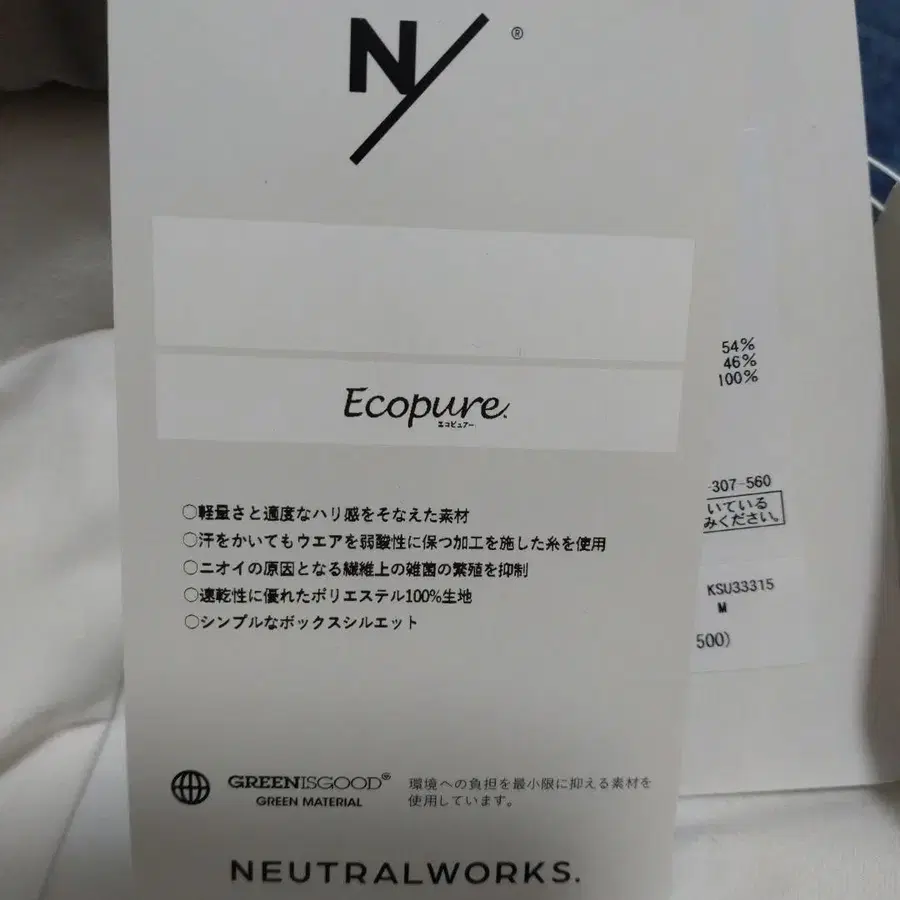 N/®
Ecopure.
エコピュアー
○軽量さと適度なハリ感をそなえた素材
○汗をかいてもウエアを弱酸性に保つ加工を施した糸を使用
○ニオイの原因となる繊維上の雑菌の繁殖を抑制
○速乾性に優れたポリエステル100%生地
○シンプルなボックスシルエット
GREENISGOOD®
GREEN MATERIAL
環境への負担を最小限に抑える素材を
使用しています。
NEUTRALWORKS.
54%
46%
100%
-307-560
いている
みください。
KSU33315
M
500)